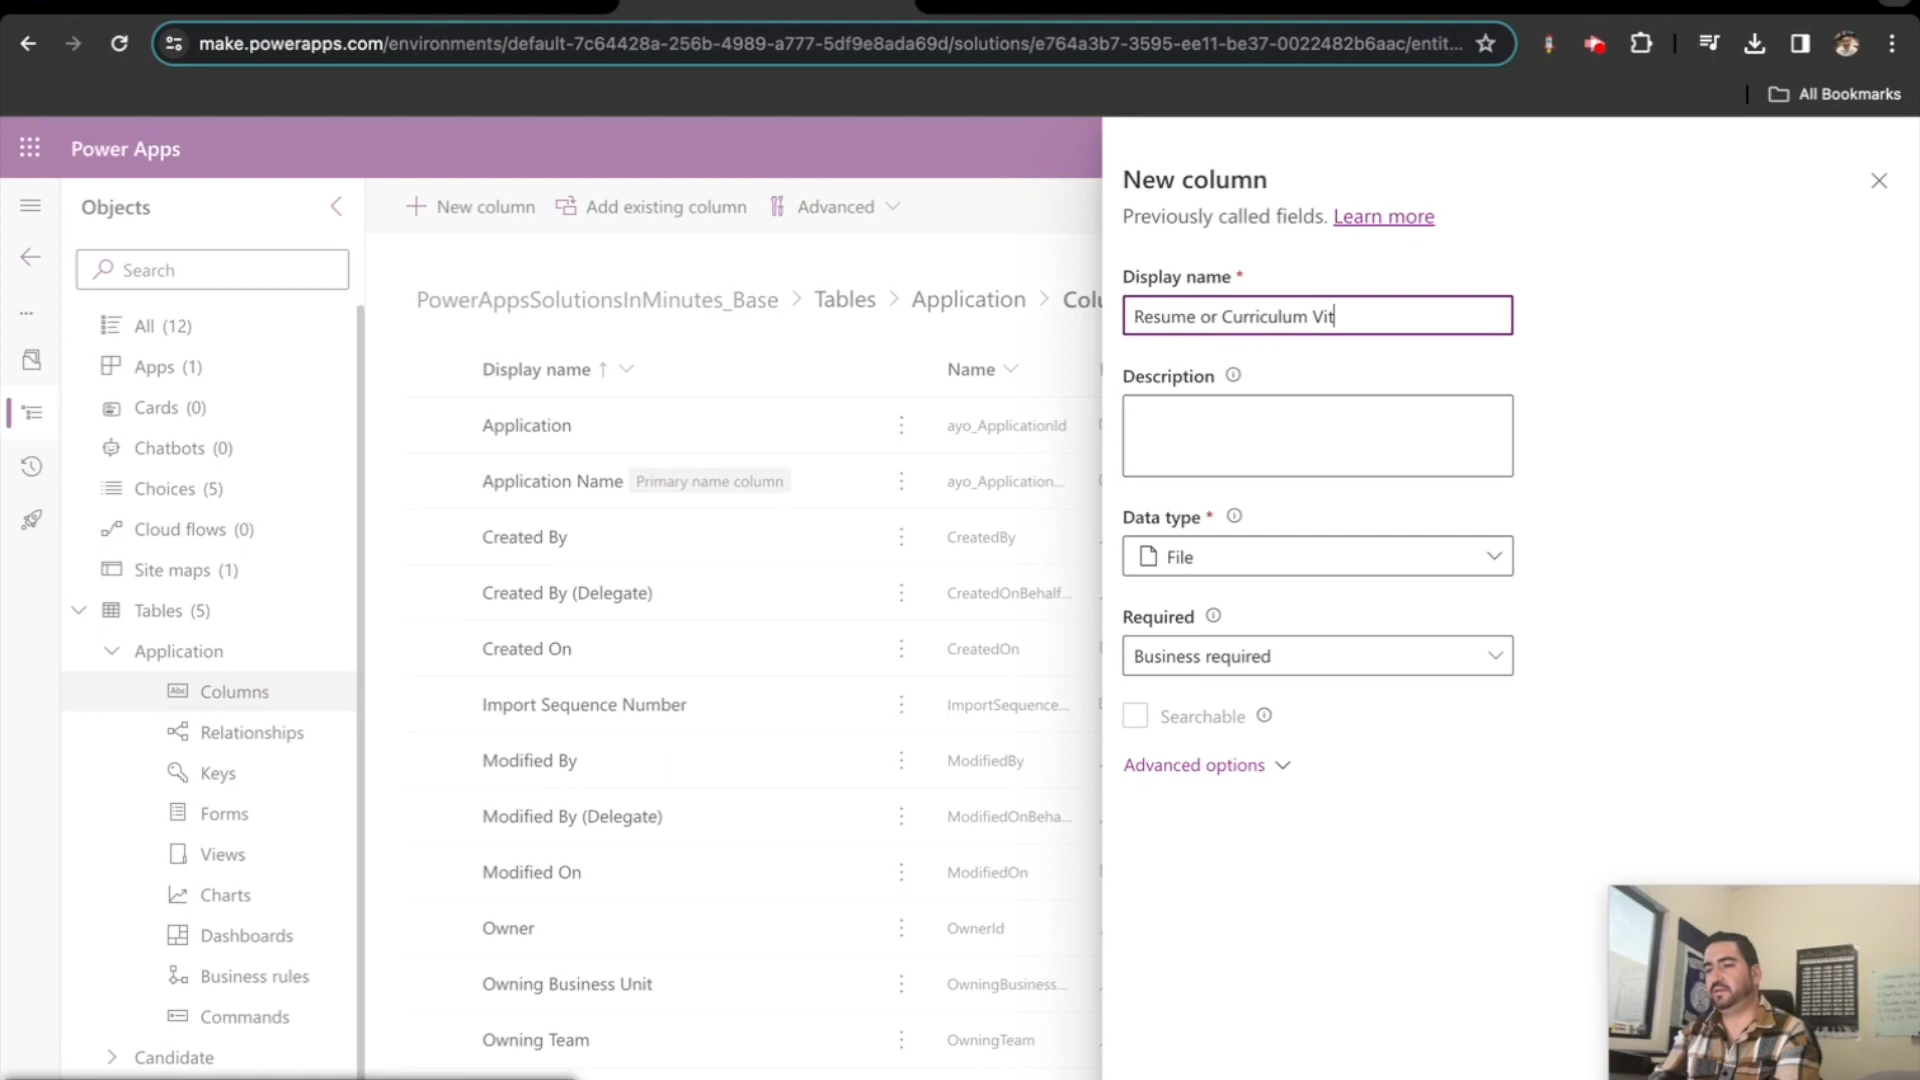 make.powerapps.com/environments/default-7c64428a-256b-4989-a777-5df9e8ada69d/solutions/e764a3b7-3595-ee11-be37-0022482b6aac/entit...
All Bookmarks
Power Apps
Objects
Search
All (12)
Apps (1)
Cards (0)
Chatbots (0)
Choices (5)
Cloud flows (0)
Site maps (1)
Tables (5)
Application
Abc Columns
Relationships
Keys
Forms
Views
Charts
Dashboards
Business rules
Commands
Candidate
New column Add existing column Advanced
PowerAppsSolutionsInMinutes_Base > Tables > Application > Colu
Display name ↑ Name
Application ayo_ApplicationId
Application Name Primary name column ayo_Application...
Created By CreatedBy
Created By (Delegate) CreatedOnBehalf...
Created On CreatedOn
Import Sequence Number ImportSequence...
Modified By ModifiedBy
Modified By (Delegate) ModifiedOnBeha...
Modified On ModifiedOn
Owner OwnerId
Owning Business Unit OwningBusiness...
Owning Team OwningTeam
New column
Previously called fields. Learn more
Display name *
Resume or Curriculum Vit
Description
Data type *
File
Required
Business required
Searchable
Advanced options